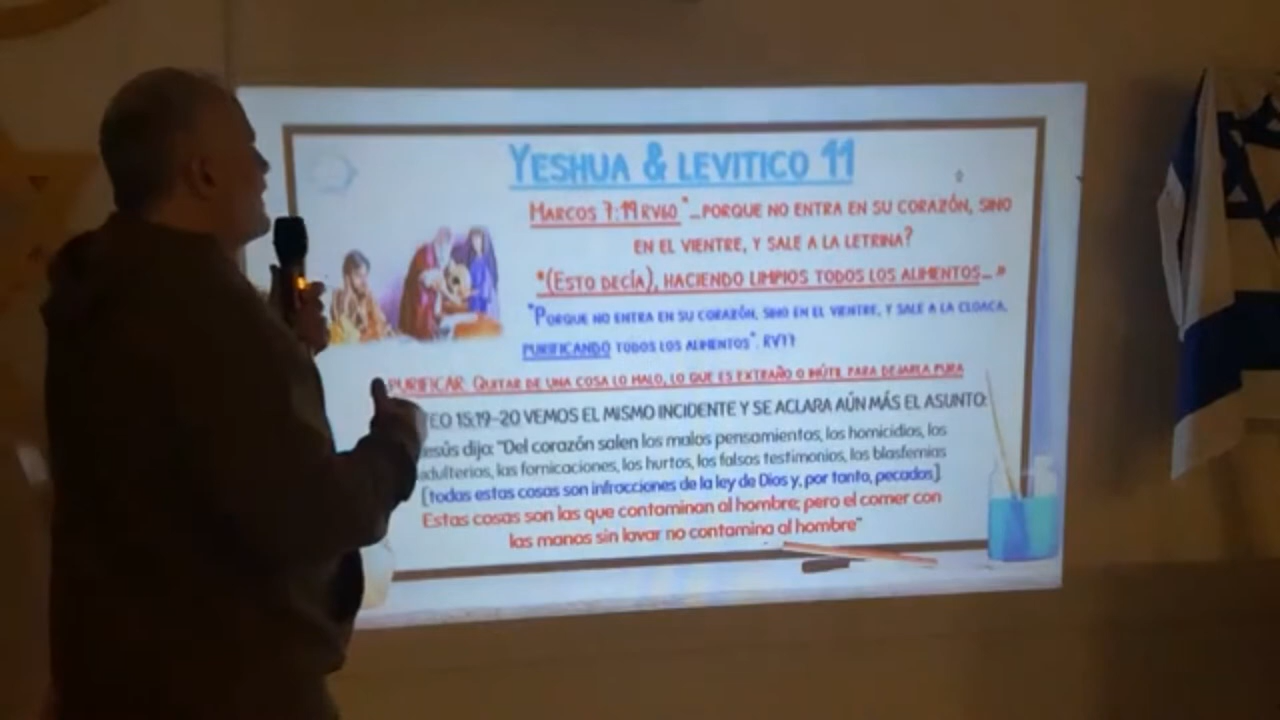 YESHUA & LEVITICO 11
MARCOS 7:19 RV60 "...PORQUE NO ENTRA EN SU CORAZÓN, SINO
EN EL VIENTRE, Y SALE A LA LETRINA?
"(ESTO DECÍA), HACIENDO LIMPIOS TODOS LOS ALIMENTOS..."
"PORQUE NO ENTRA EN SU CORAZÓN, SINO EN EL VIENTRE, Y SALE A LA CLOACA,
PURIFICANDO TODOS LOS ALIMENTOS". RV77
PURIFICAR: QUITAR DE UNA COSA LO MALO, LO QUE ES EXTRAÑO O INÚTIL PARA DEJARLA PURA
EO 15:19-20 VEMOS EL MISMO INCIDENTE Y SE ACLARA AÚN MÁS EL ASUNTO:
esús dijo: "Del corazón salen los malos pensamientos, los homicidios, los
adulterios, las fornicaciones, los hurtos, los falsos testimonios, las blasfemias
[todas estas cosas son infracciones de la ley de Dios y, por tanto, pecados].
Estas cosas son las que contaminan al hombre; pero el comer con
las manos sin lavar no contamina al hombre"